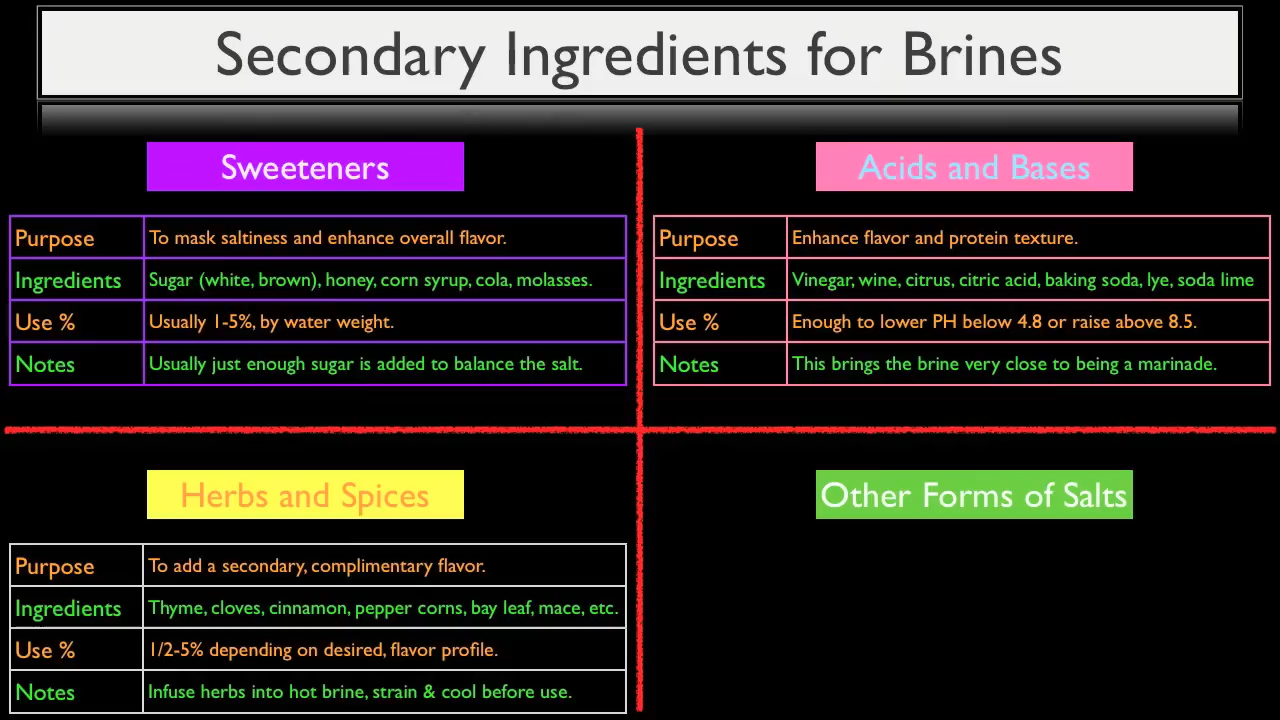 Secondary Ingredients for Brines
Sweeteners
Purpose To mask saltiness and enhance overall flavor.
Ingredients Sugar (white, brown), honey, corn syrup, cola, molasses.
Use % Usually 1-5%, by water weight.
Notes Usually just enough sugar is added to balance the salt.
Acids and Bases
Purpose Enhance flavor and protein texture.
Ingredients Vinegar, wine, citrus, citric acid, baking soda, lye, soda lime
Use % Enough to lower PH below 4.8 or raise above 8.5.
Notes This brings the brine very close to being a marinade.
Herbs and Spices
Purpose To add a secondary, complimentary flavor.
Ingredients Thyme, cloves, cinnamon, pepper corns, bay leaf, mace, etc.
Use % 1/2-5% depending on desired, flavor profile.
Notes Infuse herbs into hot brine, strain & cool before use.
Other Forms of Salts